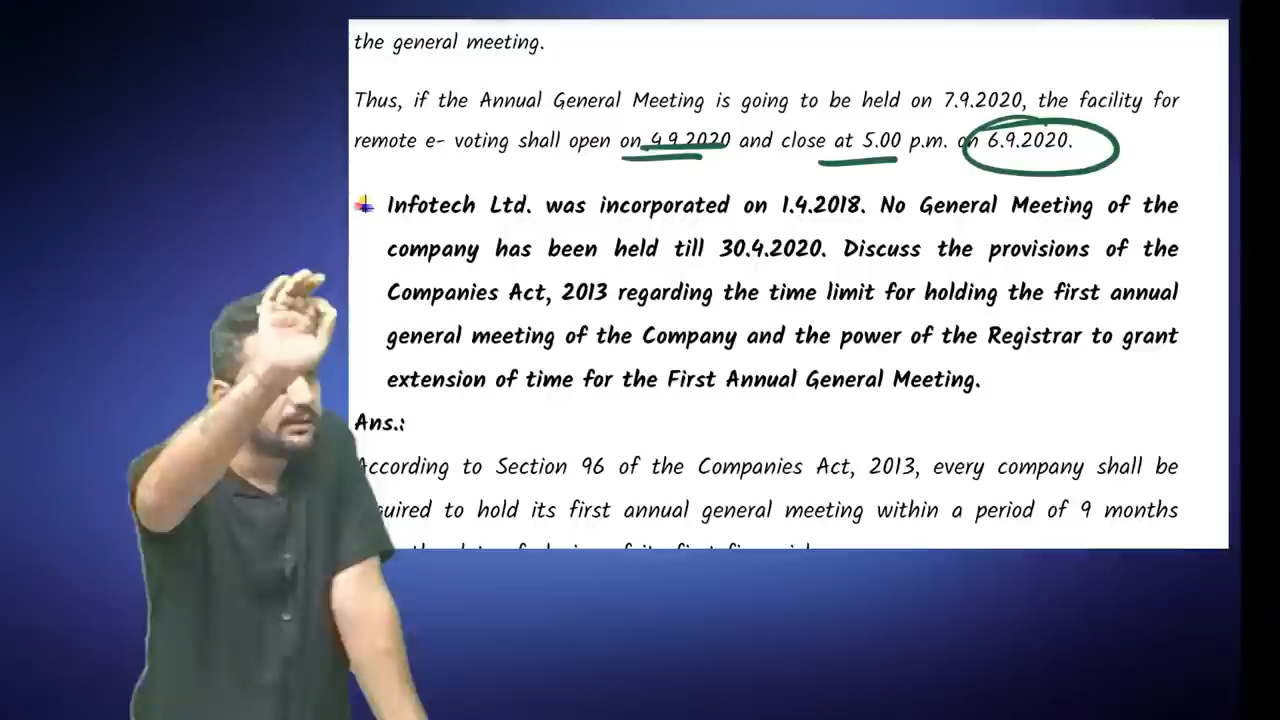 the general meeting.
Thus, if the Annual General Meeting is going to be held on 7.9.2020, the facility for
remote e- voting shall open on 4.9.2020 and close at 5.00 p.m. on 6.9.2020.
Infotech Ltd. was incorporated on 1.4.2018. No General Meeting of the
company has been held till 30.4.2020. Discuss the provisions of the
Companies Act, 2013 regarding the time limit for holding the first annual
general meeting of the Company and the power of the Registrar to grant
extension of time for the First Annual General Meeting.
Ans.:
According to Section 96 of the Companies Act, 2013, every company shall be
to hold its first annual general meeting within a period of 9 months